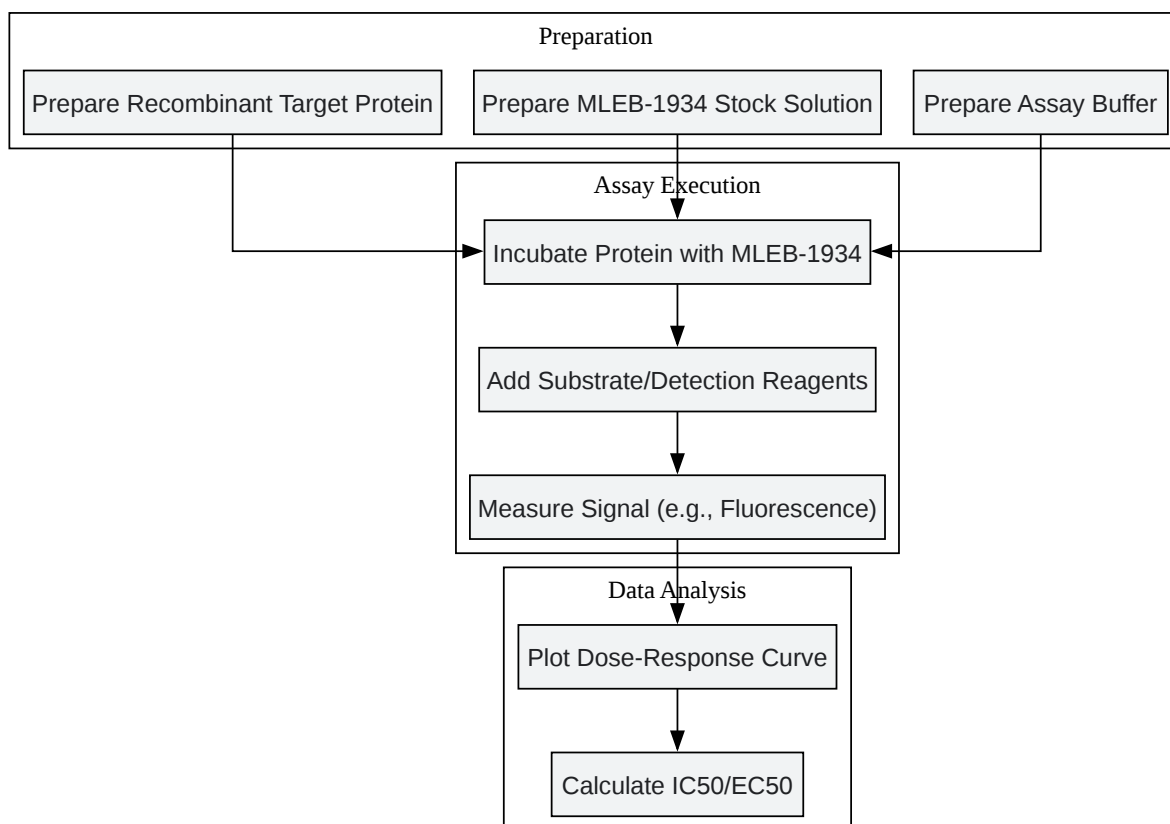 Preparation
Prepare Recombinant Target Protein
Prepare MLEB-1934 Stock Solution
Prepare Assay Buffer
Assay Execution
Incubate Protein with MLEB-1934
Add Substrate/Detection Reagents
Measure Signal (e.g., Fluorescence)
Data Analysis
Plot Dose-Response Curve
Calculate IC50/EC50